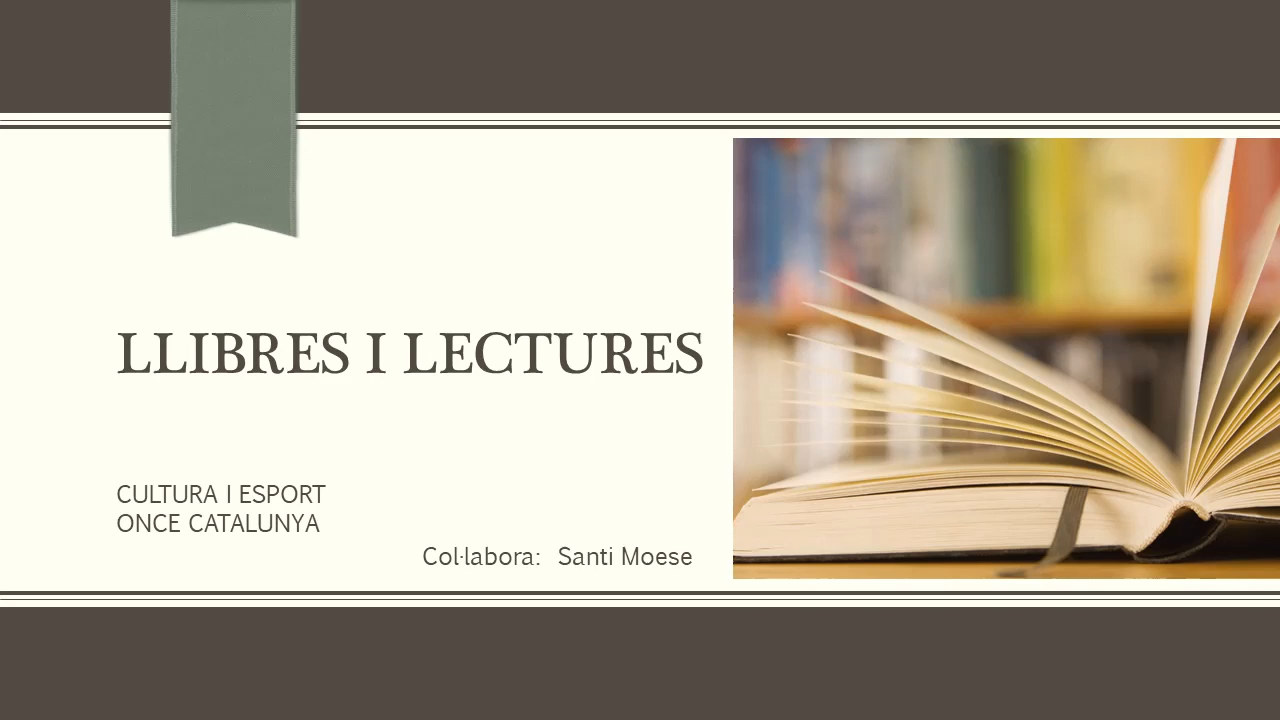 LLIBRES I LECTURES
CULTURA I ESPORT
ONCE CATALUNYA
Col·labora: Santi Moese